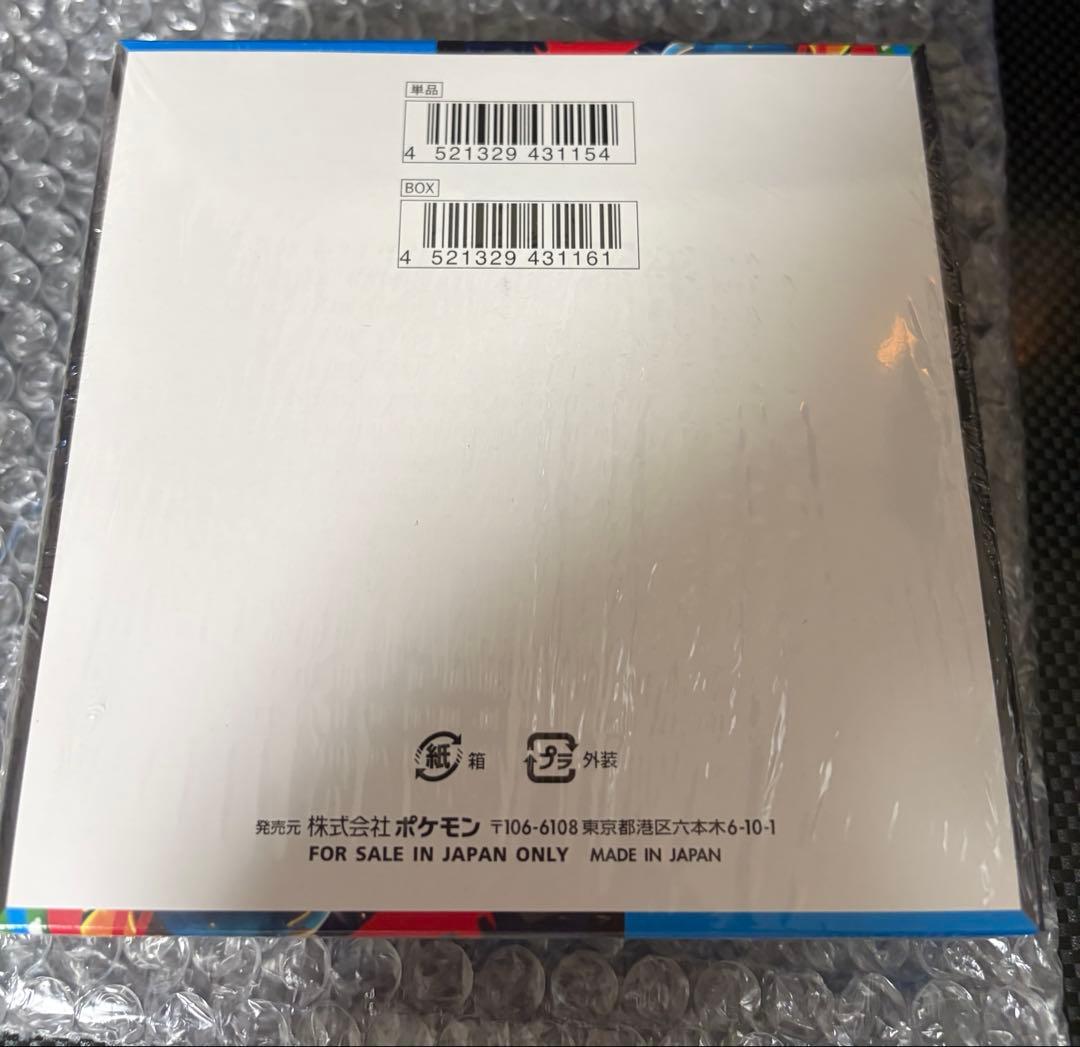 単品
4 521329 431154
BOX
4 521329 431161
紙 箱 プラ 外装
発売元 株式会社ポケモン 〒106-6108 東京都港区六本木6-10-1
FOR SALE IN JAPAN ONLY MADE IN JAPAN